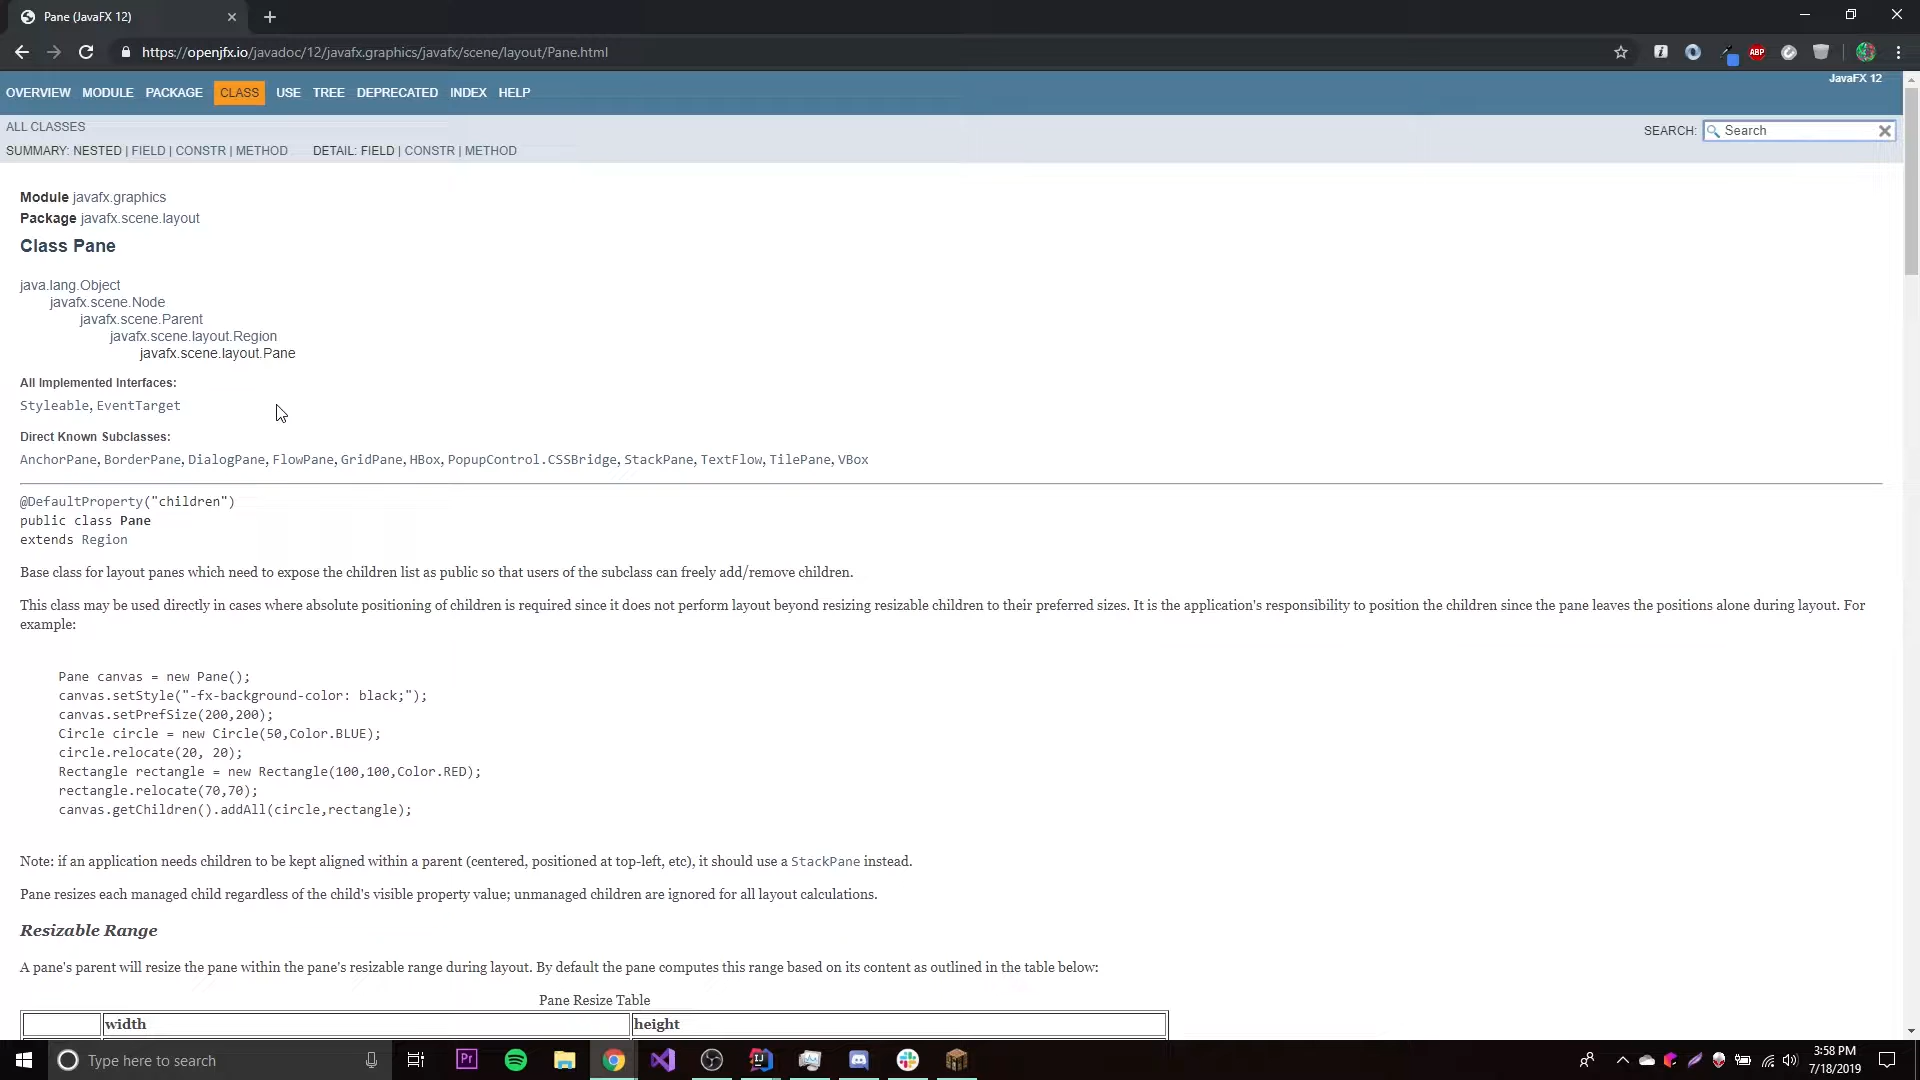 Pane (JavaFX 12)
https://openjfx.io/javadoc/12/javafx.graphics/javafx/scene/layout/Pane.html
ABP
OVERVIEW MODULE PACKAGE CLASS USE TREE DEPRECATED INDEX HELP
JavaFX 12
ALL CLASSES
SEARCH: Search
SUMMARY: NESTED | FIELD | CONSTR | METHOD DETAIL: FIELD | CONSTR | METHOD
Module javafx.graphics
Package javafx.scene.layout
Class Pane
java.lang.Object
javafx.scene.Node
javafx.scene.Parent
javafx.scene.layout.Region
javafx.scene.layout.Pane
All Implemented Interfaces:
Styleable, EventTarget
Direct Known Subclasses:
AnchorPane, BorderPane, DialogPane, FlowPane, GridPane, HBox, PopupControl.CSSBridge, StackPane, TextFlow, TilePane, VBox
@DefaultProperty("children")
public class Pane
extends Region
Base class for layout panes which need to expose the children list as public so that users of the subclass can freely add/remove children.
This class may be used directly in cases where absolute positioning of children is required since it does not perform layout beyond resizing resizable children to their preferred sizes. It is the application's responsibility to position the children since the pane leaves the positions alone during layout. For
example:
Pane canvas = new Pane();
canvas.setStyle("-fx-background-color: black;");
canvas.setPrefSize(200,200);
Circle circle = new Circle(50,Color.BLUE);
circle.relocate(20, 20);
Rectangle rectangle = new Rectangle(100,100,Color.RED);
rectangle.relocate(70,70);
canvas.getChildren().addAll(circle,rectangle);
Note: if an application needs children to be kept aligned within a parent (centered, positioned at top-left, etc), it should use a StackPane instead.
Pane resizes each managed child regardless of the child's visible property value; unmanaged children are ignored for all layout calculations.
Resizable Range
A pane's parent will resize the pane within the pane's resizable range during layout. By default the pane computes this range based on its content as outlined in the table below:
Pane Resize Table
width height
Type here to search
Pr
IJ
3:58 PM
7/18/2019